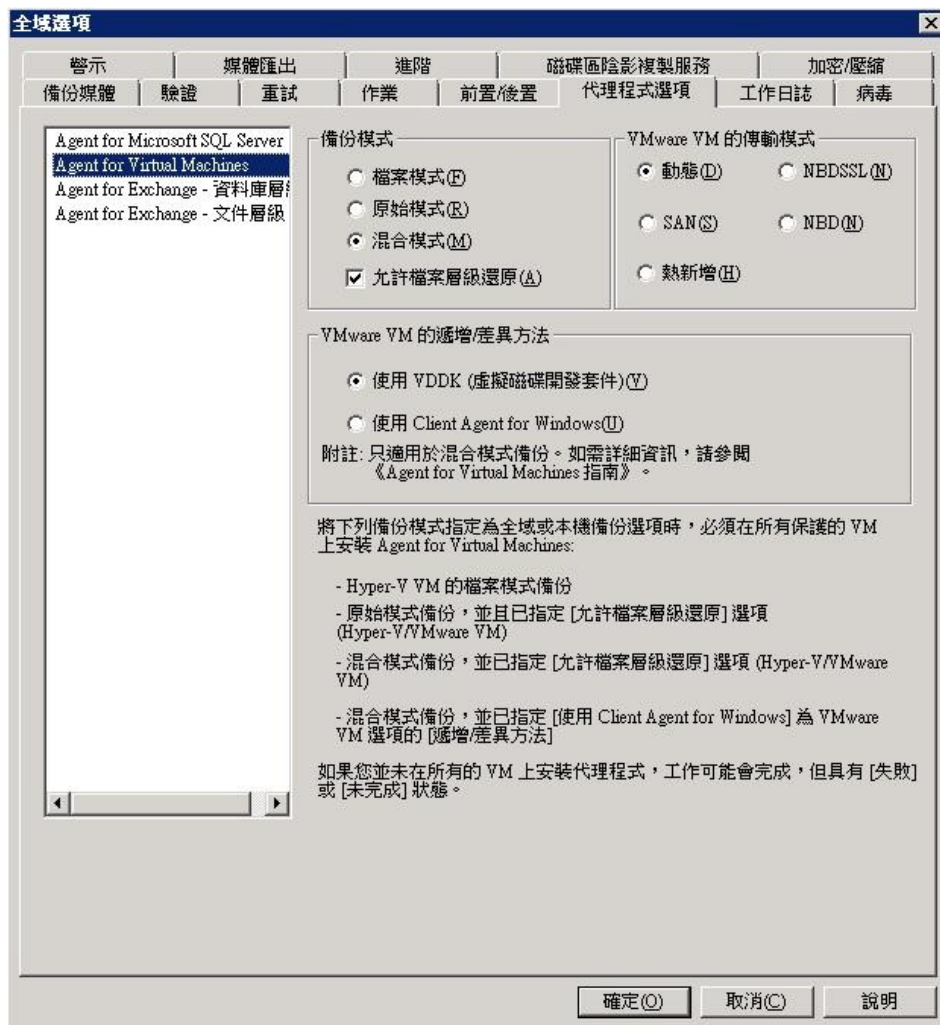 全域選項
警示
媒體匯出
進階
磁碟區陰影複製服務
加密/壓縮
備份媒體
驗證
重試
作業
前置/後置
代理程式選項
工作日誌
病毒
Agent for Microsoft SQL Server
Agent for Virtual Machines
Agent for Exchange - 資料庫層
Agent for Exchange - 文件層級
備份模式
檔案模式(F)
原始模式(R)
混合模式(M)
允許檔案層級還原(A)
VMware VM 的傳輸模式
動態(D)
NBDSSL(N)
SAN(S)
NBD(N)
熱新增(H)
VMware VM 的遞增/差異方法
使用 VDDK (虛擬磁碟開發套件)(V)
使用 Client Agent for Windows(U)
附註: 只適用於混合模式備份。如需詳細資訊，請參閱
《Agent for Virtual Machines 指南》。
將下列備份模式指定為全域或本機備份選項時，必須在所有保護的 VM
上安裝 Agent for Virtual Machines:
- Hyper-V VM 的檔案模式備份
- 原始模式備份，並且已指定 [允許檔案層級還原] 選項
(Hyper-V/VMware VM)
- 混合模式備份，並已指定 [允許檔案層級還原] 選項 (Hyper-V/VMware
VM)
- 混合模式備份，並已指定 [使用 Client Agent for Windows] 為 VMware
VM 選項的 [遞增/差異方法]
如果您並未在所有的 VM 上安裝代理程式，工作可能會完成，但具有 [失敗]
或 [未完成] 狀態。
確定(O)
取消(C)
說明